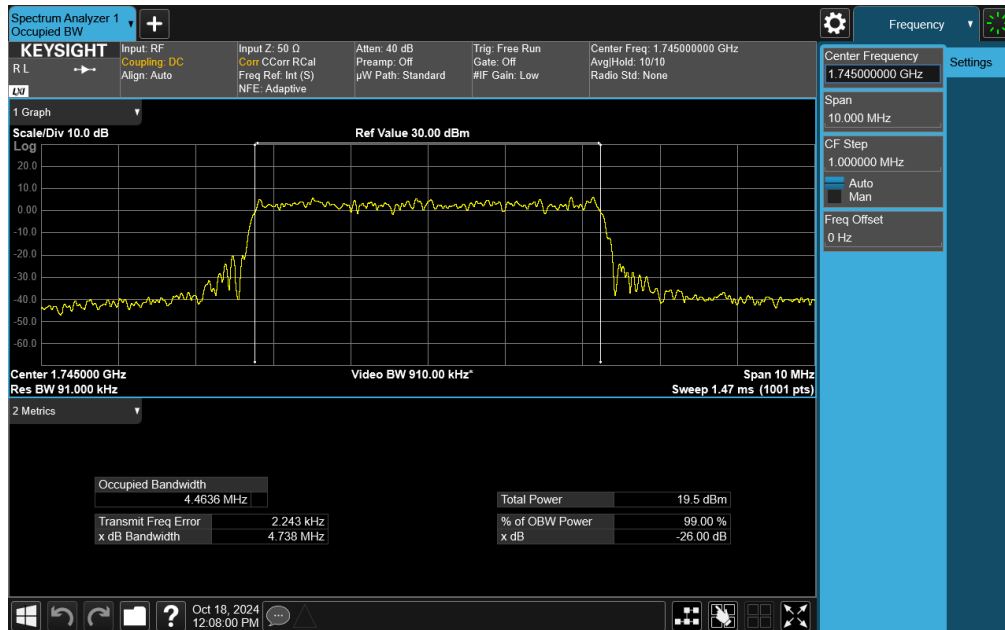 Spectrum Analyzer 1
Occupied BW
Frequency
KEYSIGHT
R L
LXI
Input: RF
Coupling: DC
Align: Auto
Input Z: 50 Ω
Corr CCorr RCal
Freq Ref: Int (S)
NFE: Adaptive
Atten: 40 dB
Preamp: Off
µW Path: Standard
Trig: Free Run
Gate: Off
#IF Gain: Low
Center Freq: 1.745000000 GHz
Avg|Hold: 10/10
Radio Std: None
Center Frequency
1.745000000 GHz
Settings
Span
10.000 MHz
CF Step
1.000000 MHz
Auto
Man
Freq Offset
0 Hz
1 Graph
Scale/Div 10.0 dB
Ref Value 30.00 dBm
Log
20.0
10.0
0.00
-10.0
-20.0
-30.0
-40.0
-50.0
-60.0
Center 1.745000 GHz
Video BW 910.00 kHz*
Span 10 MHz
Res BW 91.000 kHz
Sweep 1.47 ms (1001 pts)
2 Metrics
Occupied Bandwidth
4.4636 MHz
Total Power 19.5 dBm
Transmit Freq Error 2.243 kHz
% of OBW Power 99.00 %
x dB Bandwidth 4.738 MHz
x dB -26.00 dB
?
Oct 18, 2024
12:08:00 PM